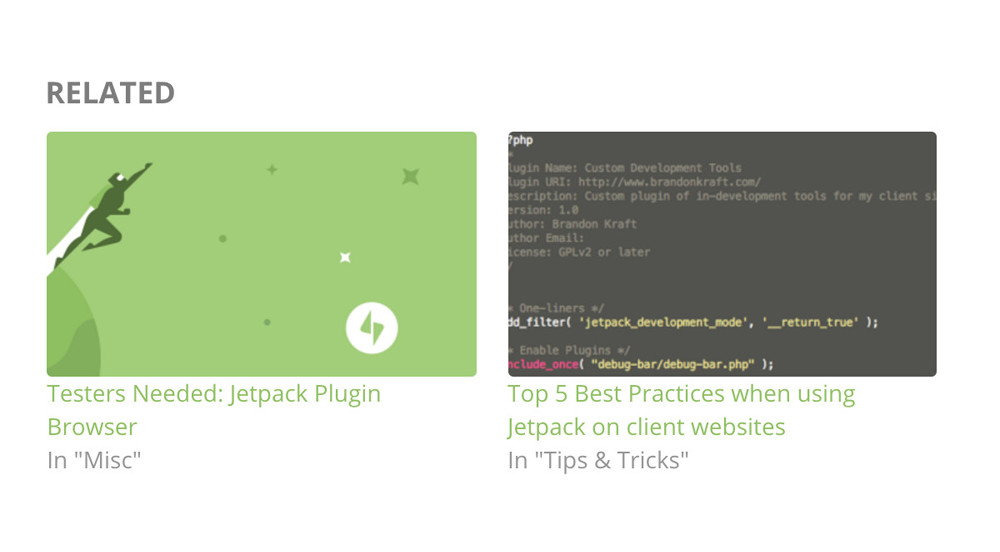 RELATED
?php
*
lugin Name: Custom Development Tools
lugin URI: http://www.brandonkraft.com/
escription: Custom plugin of in-development tools for my client si
ersion: 1.0
uthor: Brandon Kraft
uthor Email:
icense: GPLv2 or later
/
* One-liners */
dd_filter( 'jetpack_development_mode', '__return_true' );
* Enable Plugins */
nclude_once( "debug-bar/debug-bar.php" );
Testers Needed: Jetpack Plugin
Browser
In "Misc"
Top 5 Best Practices when using
Jetpack on client websites
In "Tips & Tricks"